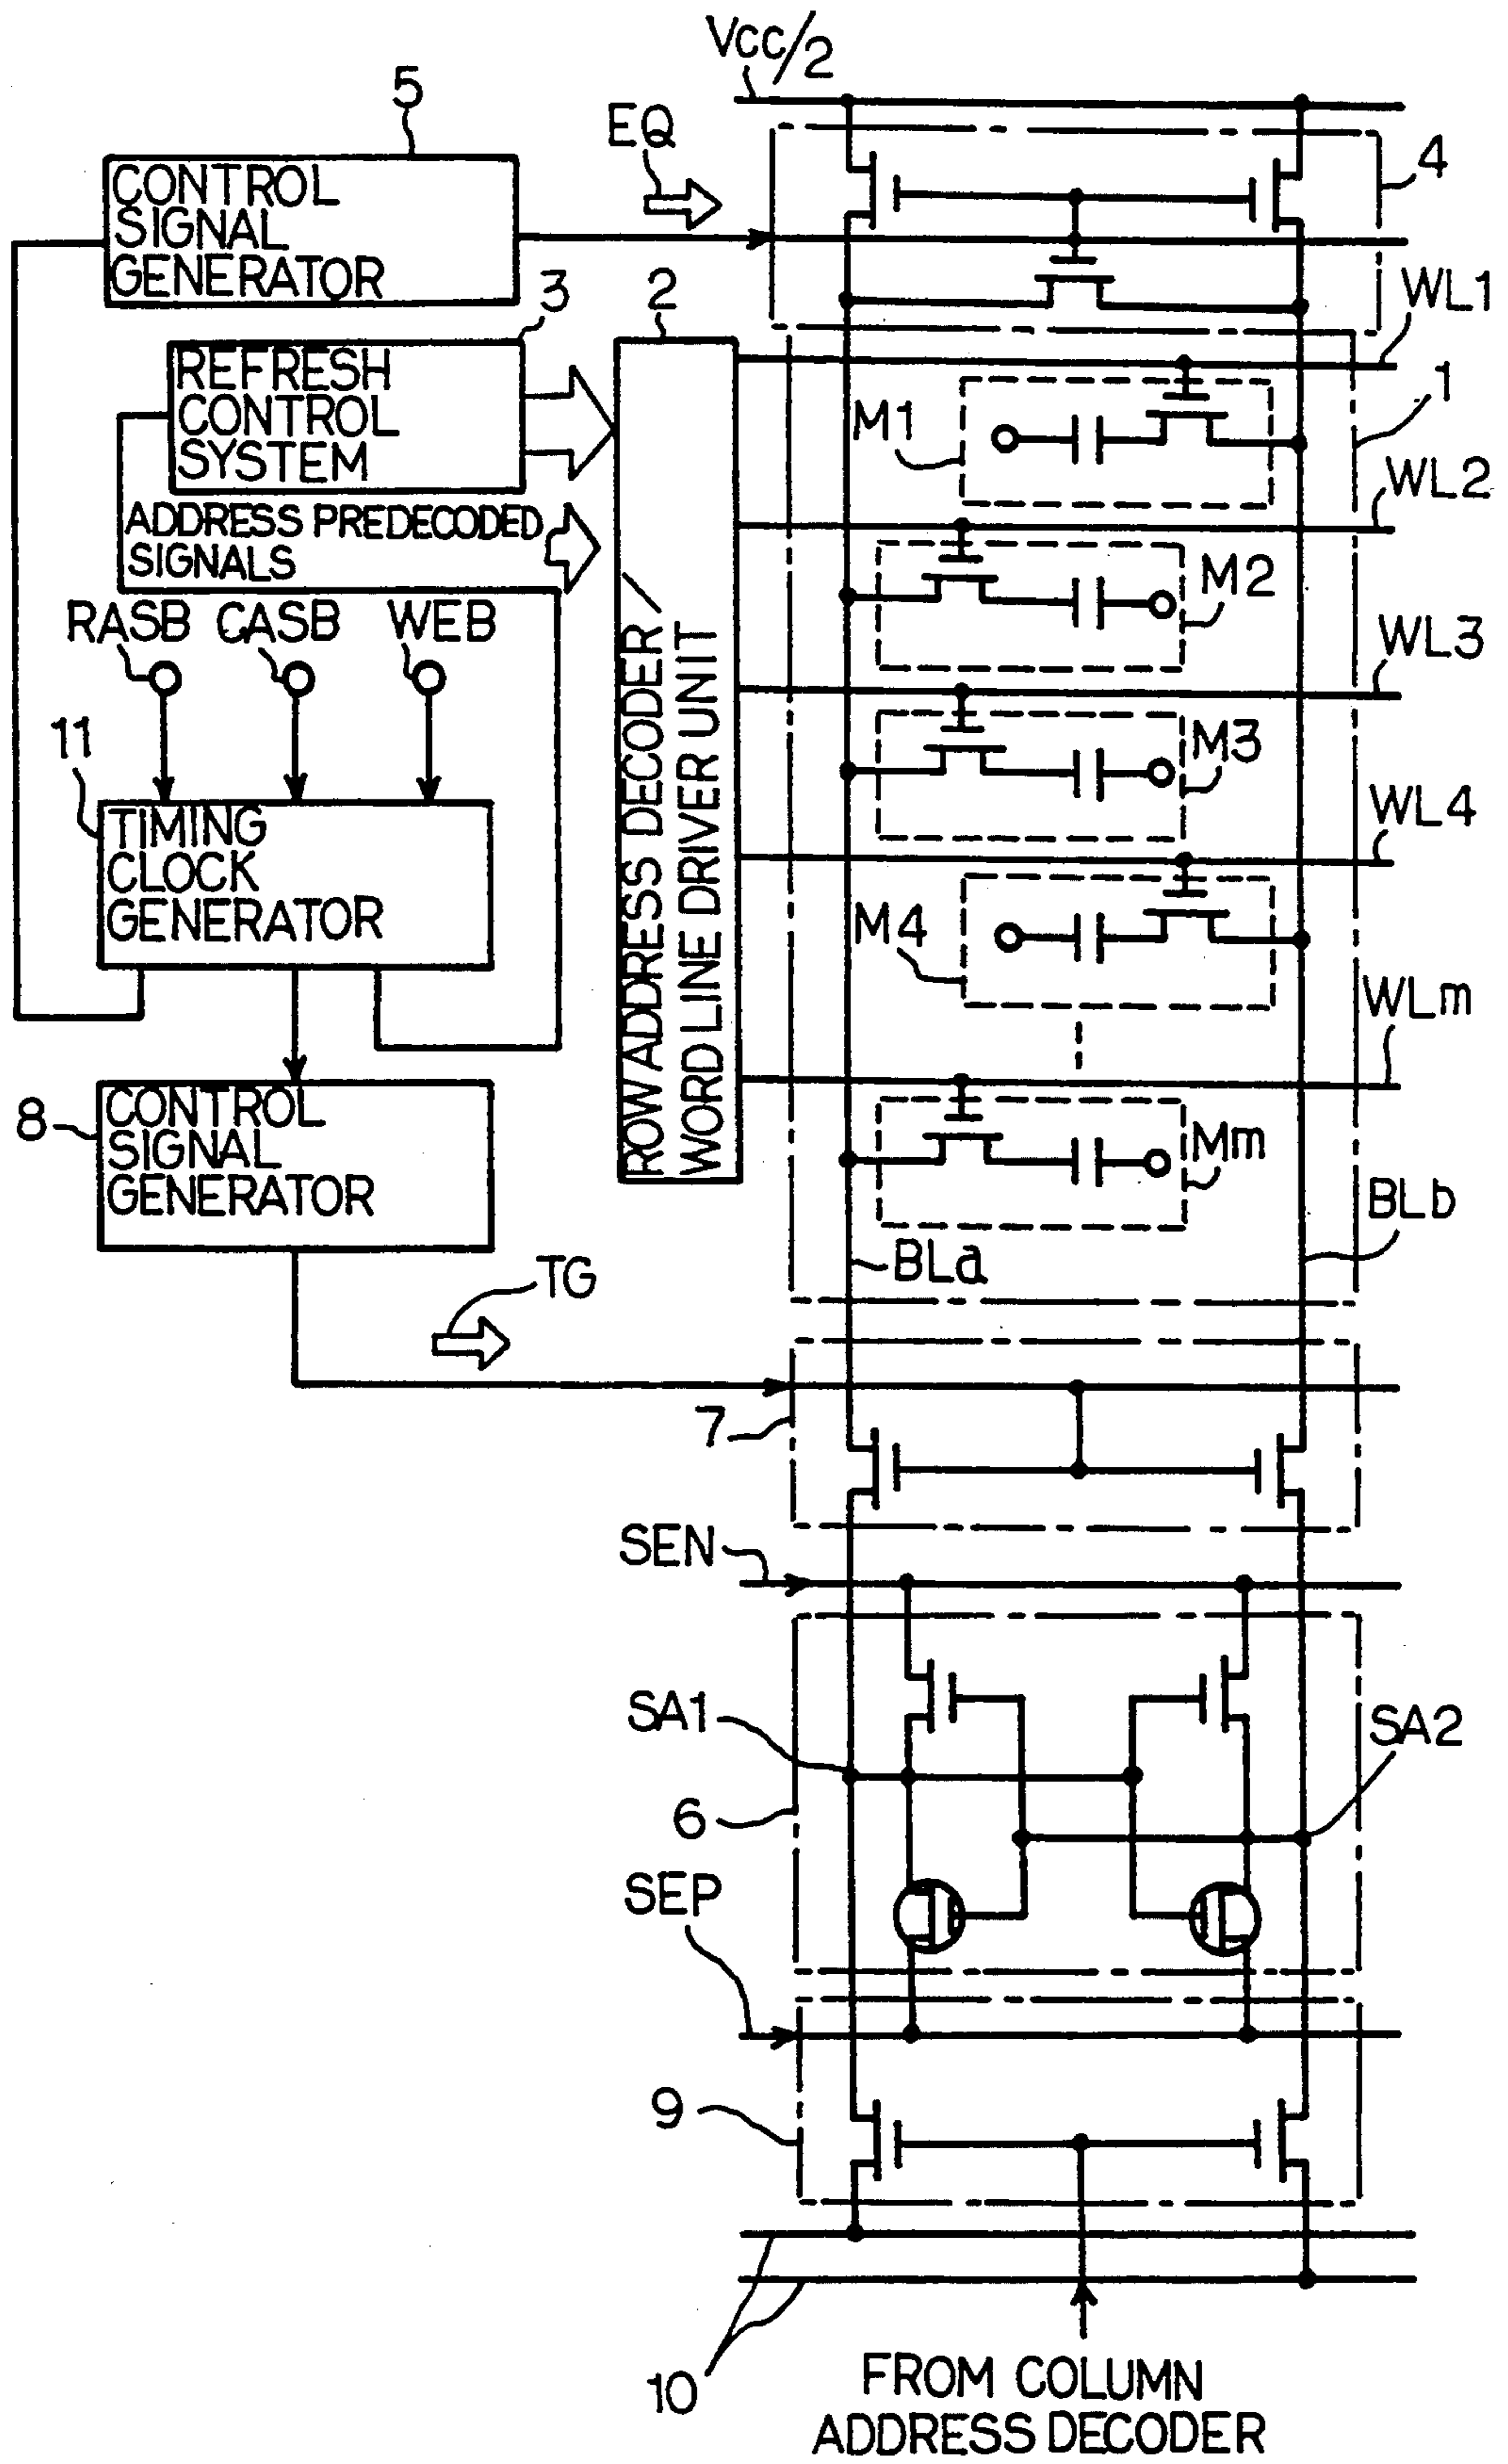 Vcc/2
5
EQ
4
CONTROL
SIGNAL
GENERATOR
3
2
WL1
REFRESH
CONTROL
SYSTEM
1
M1
WL2
ADDRESS PREDECODED
SIGNALS
M2
RASB CASB WEB
WL3
ROW ADDRESS DECODER/
WORD LINE DRIVER UNIT
M3
11
WL4
TIMING
CLOCK
GENERATOR
M4
WLm
8
CONTROL
SIGNAL
GENERATOR
Mm
BLb
BLa
TG
7
SEN
SA1
SA2
6
SEP
9
10
FROM COLUMN
ADDRESS DECODER